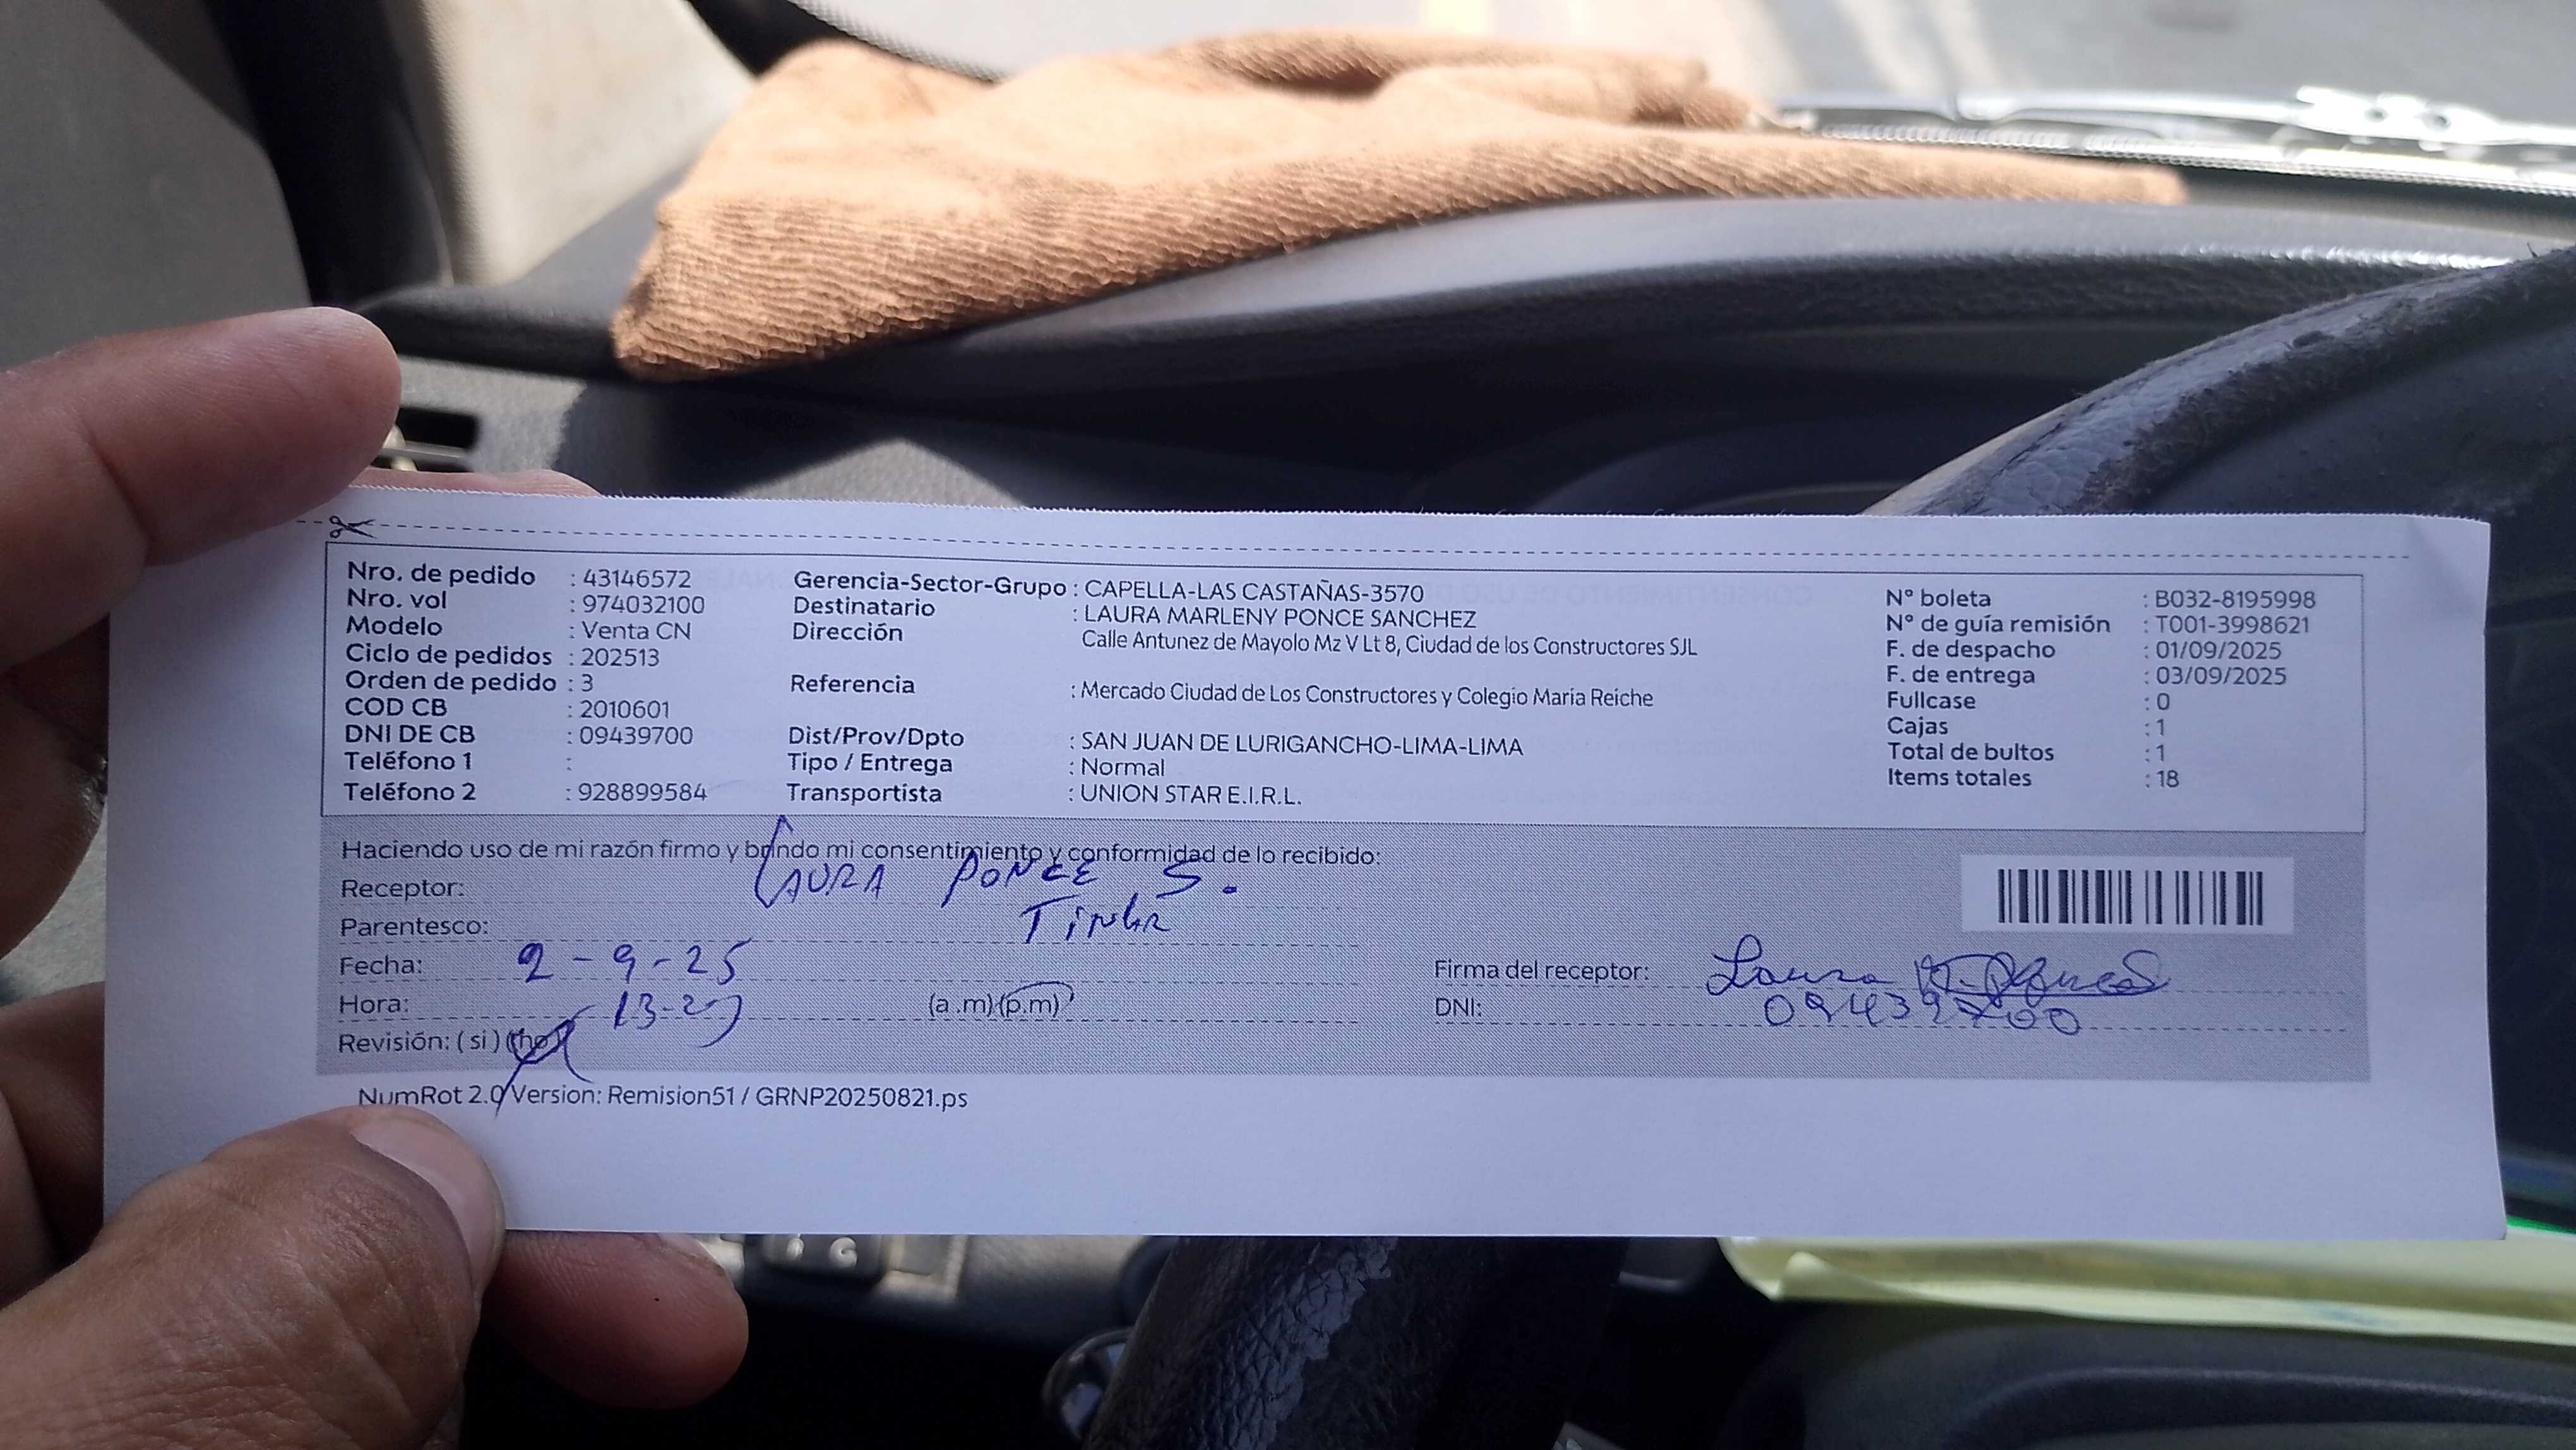 Nro. de pedido : 43146572
Nro. vol : 974032100
Modelo : Venta CN
Ciclo de pedidos : 202513
Orden de pedido : 3
COD CB : 2010601
DNI DE CB : 09439700
Teléfono 1 :
Teléfono 2 : 928899584
Gerencia-Sector-Grupo : CAPELLA-LAS CASTAÑAS-3570
Destinatario : LAURA MARLENY PONCE SANCHEZ
Dirección
Calle Antunez de Mayolo Mz V Lt 8, Ciudad de los Constructores SJL
Referencia : Mercado Ciudad de Los Constructores y Colegio Maria Reiche
Dist/Prov/Dpto : SAN JUAN DE LURIGANCHO-LIMA-LIMA
Tipo / Entrega : Normal
Transportista : UNION STAR E.I.R.L.
N° boleta : B032-8195998
N° de guía remisión : T001-3998621
F. de despacho : 01/09/2025
F. de entrega : 03/09/2025
Fullcase : 0
Cajas : 1
Total de bultos : 1
Items totales : 18
Haciendo uso de mi razón firmo y brindo mi consentimiento y conformidad de lo recibido:
Receptor: LAURA PONCE S.
Parentesco:
Fecha: 2-9-25
Hora: 13-27 (a.m)(p.m)
Revisión: (si) (no)
Firma del receptor: Laura
DNI: 09439700
NumRot 2.0 Version: Remision51 / GRNP20250821.ps